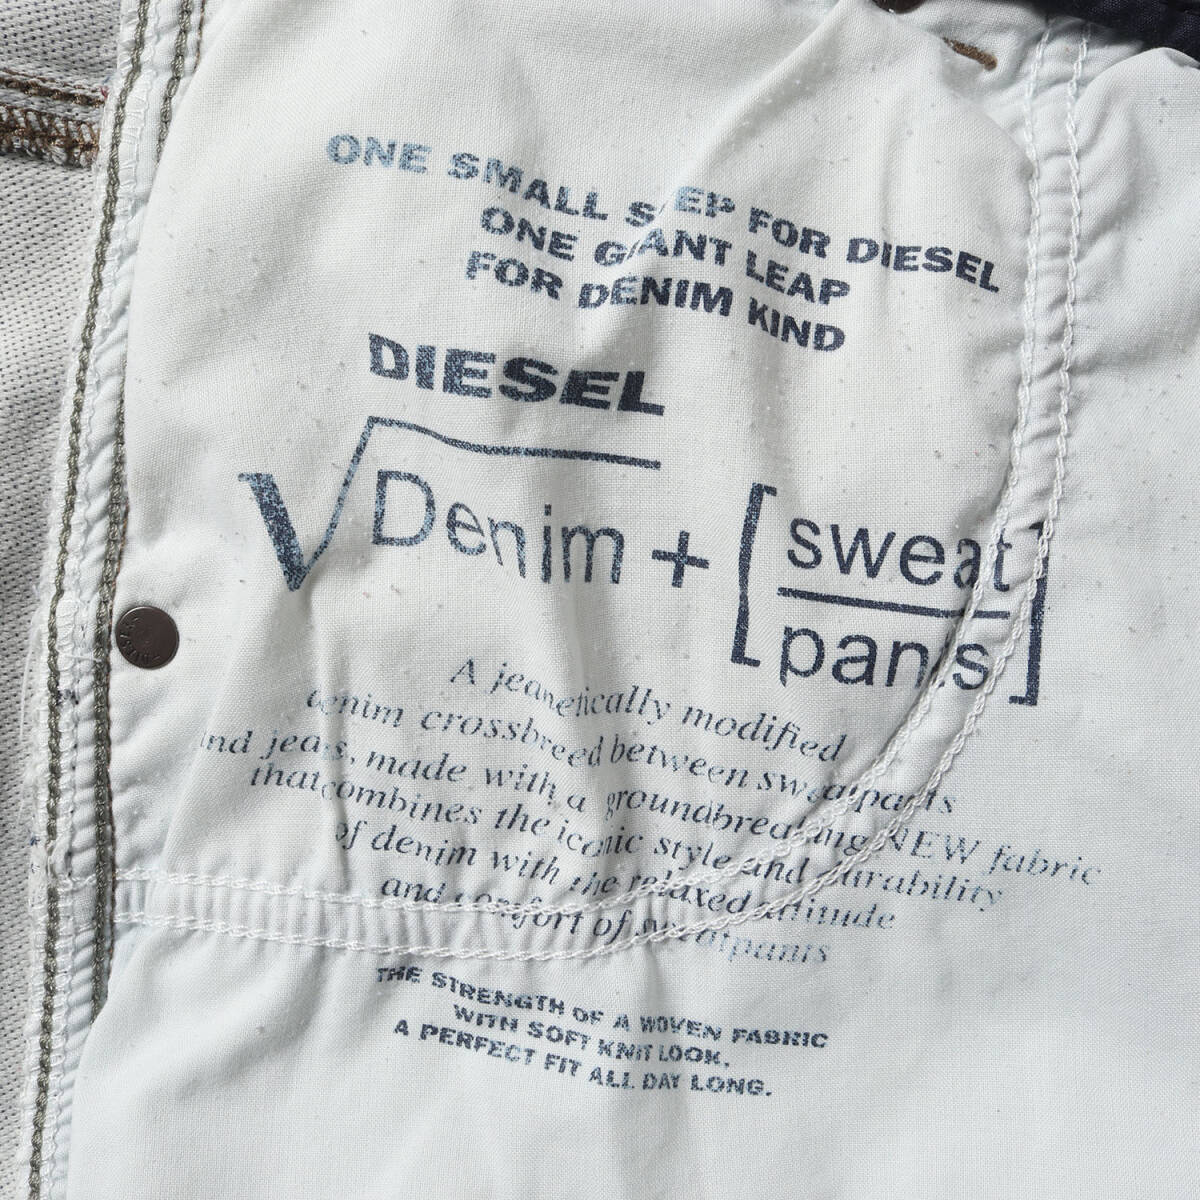 ONE SMALL STEP FOR DIESEL
ONE GIANT LEAP
FOR DENIM KIND
DIESEL
√Denim + [sweat
pants]
A jeanetically modified
denim crossbreed between sweatpants
and jeans, made with a groundbreaking NEW fabric
that combines the iconic style and durability
of denim with the relaxed attitude
and comfort of sweatpants
THE STRENGTH OF A WOVEN FABRIC
WITH SOFT KNIT LOOK.
A PERFECT FIT ALL DAY LONG.